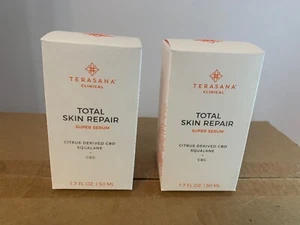 TERASANA
CLINICAL
TOTAL
SKIN REPAIR
SUPER SERUM
CITRUS DERIVED CBD
SQUALANE
+
CBG
1.7 FL OZ | 50 ML
TERASANA
CLINICAL
TOTAL
SKIN REPAIR
SUPER SERUM
CITRUS DERIVED CBD
SQUALANE
+
CBG
1.7 FL OZ | 50 ML